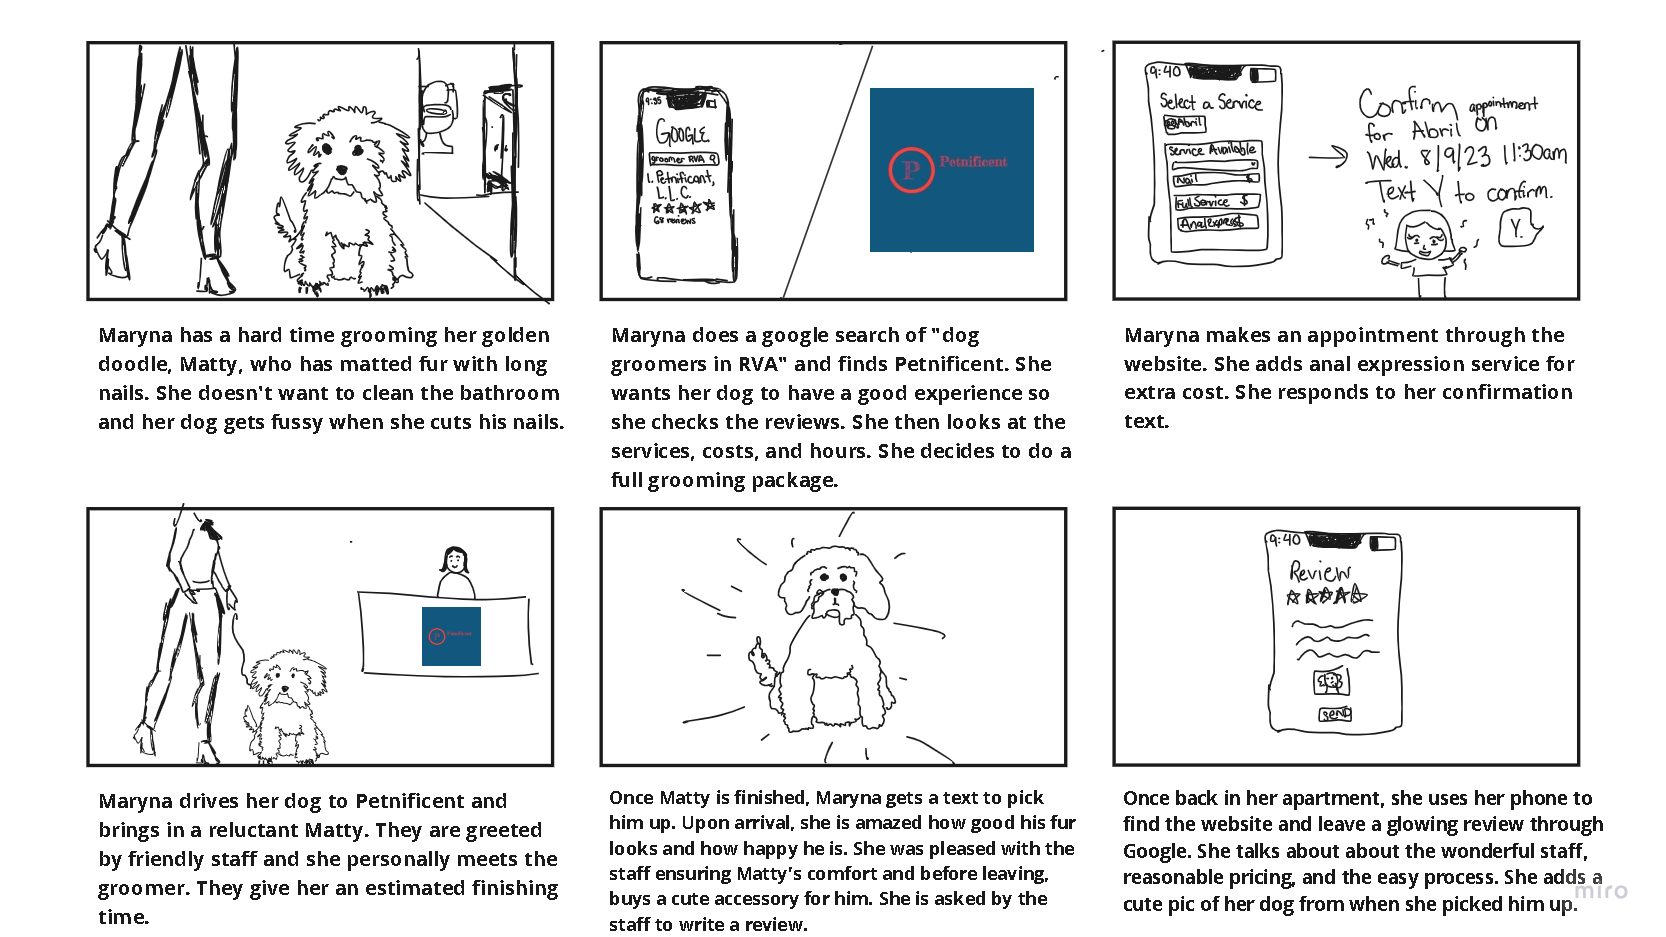 9:35
GOOGLE
groomer RVA
1. Petnificant,
L.L.C.
68 reviews
P
Petnificent
9:40
Select a Service
@Abril
Service Available
Nail $
Full Service $
Anal express $
Confirm appointment
for Abril on
Wed. 8/9/23 11:30am
Text Y to confirm.
Y.
Maryna has a hard time grooming her golden
doodle, Matty, who has matted fur with long
nails. She doesn't want to clean the bathroom
and her dog gets fussy when she cuts his nails.
Maryna does a google search of "dog
groomers in RVA" and finds Petnificent. She
wants her dog to have a good experience so
she checks the reviews. She then looks at the
services, costs, and hours. She decides to do a
full grooming package.
Maryna makes an appointment through the
website. She adds anal expression service for
extra cost. She responds to her confirmation
text.
P
Petnificent
9:40
Review
send
Maryna drives her dog to Petnificent and
brings in a reluctant Matty. They are greeted
by friendly staff and she personally meets the
groomer. They give her an estimated finishing
time.
Once Matty is finished, Maryna gets a text to pick
him up. Upon arrival, she is amazed how good his fur
looks and how happy he is. She was pleased with the
staff ensuring Matty's comfort and before leaving,
buys a cute accessory for him. She is asked by the
staff to write a review.
Once back in her apartment, she uses her phone to
find the website and leave a glowing review through
Google. She talks about about the wonderful staff,
reasonable pricing, and the easy process. She adds a
cute pic of her dog from when she picked him up.
miro